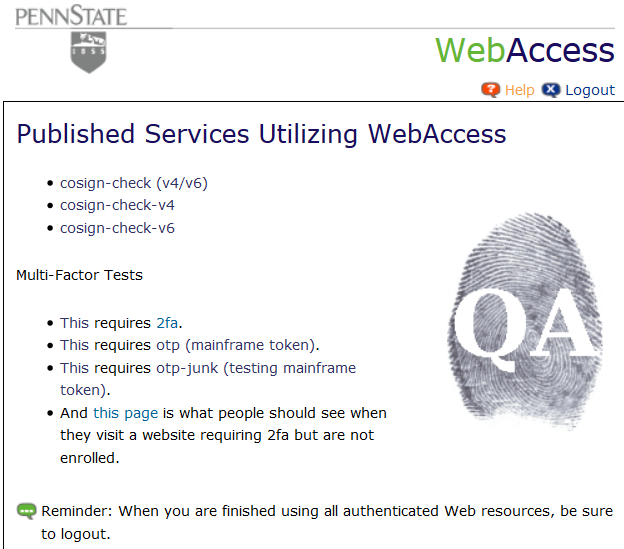 PENNSTATE
1855
WebAccess
Help Logout
Published Services Utilizing WebAccess
cosign-check (v4/v6)
cosign-check-v4
cosign-check-v6
Multi-Factor Tests
This requires 2fa.
This requires otp (mainframe token).
This requires otp-junk (testing mainframe
token).
And this page is what people should see when
they visit a website requiring 2fa but are not
enrolled.
QA
Reminder: When you are finished using all authenticated Web resources, be sure
to logout.